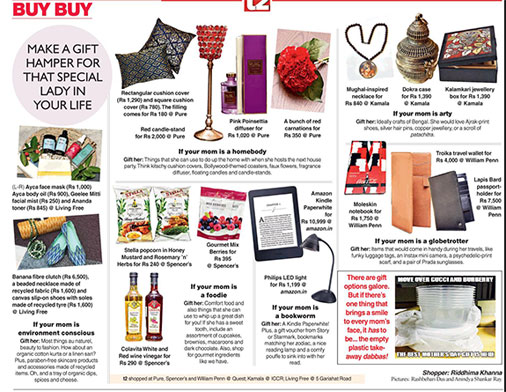 BUY BUY
t2
MAKE A GIFT
HAMPER FOR
THAT SPECIAL
LADY IN
YOUR LIFE
(L-R) Ayca face mask (Rs 1,000)
Ayca body oil (Rs 900), Geelee Mitti
facial mist (Rs 250) and Ananda
toner (Rs 845) @ Living Free
Banana fibre clutch (Rs 6,500),
a beaded necklace made of
recycled fabric (Rs 1,600) and
canvas slip-on shoes with soles
made of recycled tyre (Rs 1,600)
@ Living Free
If your mom is
environment conscious
Gift her: Most things au naturel,
beauty to fashion. How about an
organic cotton kurta or a linen sari?
Plus, paraben-free skincare products
and accessories made of recycled
items. Oh, and a tray of organic dips,
spices and cheese.
Rectangular cushion cover
(Rs 1,290) and square cushion
cover (Rs 780). The filling
comes for Rs 180 @ Pure
Red candle-stand
for Rs 2,000 @ Pure
Pink Poinsettia
diffuser for
Rs 1,020 @ Pure
A bunch of red
carnations for
Rs 350 @ Pure
If your mom is a homebody
Gift her: Things that she can use to do up the home with when she hosts the next house
party. Think kitschy cushion covers, Bollywood-themed coasters, faux flowers, fragrance
diffuser, floating candles and candle-stands.
Stella popcorn in Honey
Mustard and Rosemary 'n'
Herbs for Rs 240 @ Spencer's
Gourmet Mix
Berries for
Rs 395
@ Spencer's
Colavita White and
Red wine vinegar for
Rs 290 @ Spencer's
If your mom is
a foodie
Gift her: Comfort food and
also things that she can
use to whip up a great dish
for you! If she has a sweet
tooth, include an
assortment of cupcakes,
brownies, macaroons and
dark chocolates. Also, shop
for gourmet ingredients
like we have.
Amazon
Kindle
Paperwhite
for
Rs 10,999 @
amazon.in
Philips LED light
for Rs 1,199 @
amazon.in
If your mom is
a bookworm
Gift her: A Kindle Paperwhite!
Plus, a gift voucher from Story
or Starmark, bookmarks
matching her zodiac, a nice
reading lamp and a comfy
pouffe to sink into with her
read.
Mughal-inspired
necklace for
Rs 840 @ Kamala
Dokra case
for Rs 1,390
@ Kamala
Kalamkari jewellery
box for Rs 1,390
@ Kamala
If your mom is arty
Gift her: Ideally crafts of Bengal. She would love Ajrak-print
shoes, silver hair pins, copper jewellery, or a scroll of
patachitra.
Troika travel wallet for
Rs 4,000 @ William Penn
Moleskin
notebook for
Rs 1,750 @
William Penn
Lapis Bard
passport-
holder for
Rs 7,500
@ William
Penn
If your mom is a globetrotter
Gift her: Items that would come in handy during her travels, like
funky luggage tags, an instax mini camera, a psychedelic-print
scarf, and a pair of Prada sunglasses.
There are gift
options galore.
But if there's
one thing that
brings a smile
to every mom's
face, it has to
be... the empty
plastic take-
away dabbas!
MOVE OVER GUCCI AND PRADA
THE BEST MOTHER'S DAY GIFT IS HERE
Shopper: Riddhima Khanna
Pictures: Rashbehari Das and Shuvendu Shankar Ray
t2 shopped at Pure, Spencer's and William Penn @ Quest; Kamala @ ICCR; Living Free @ 5 Gariahat Road